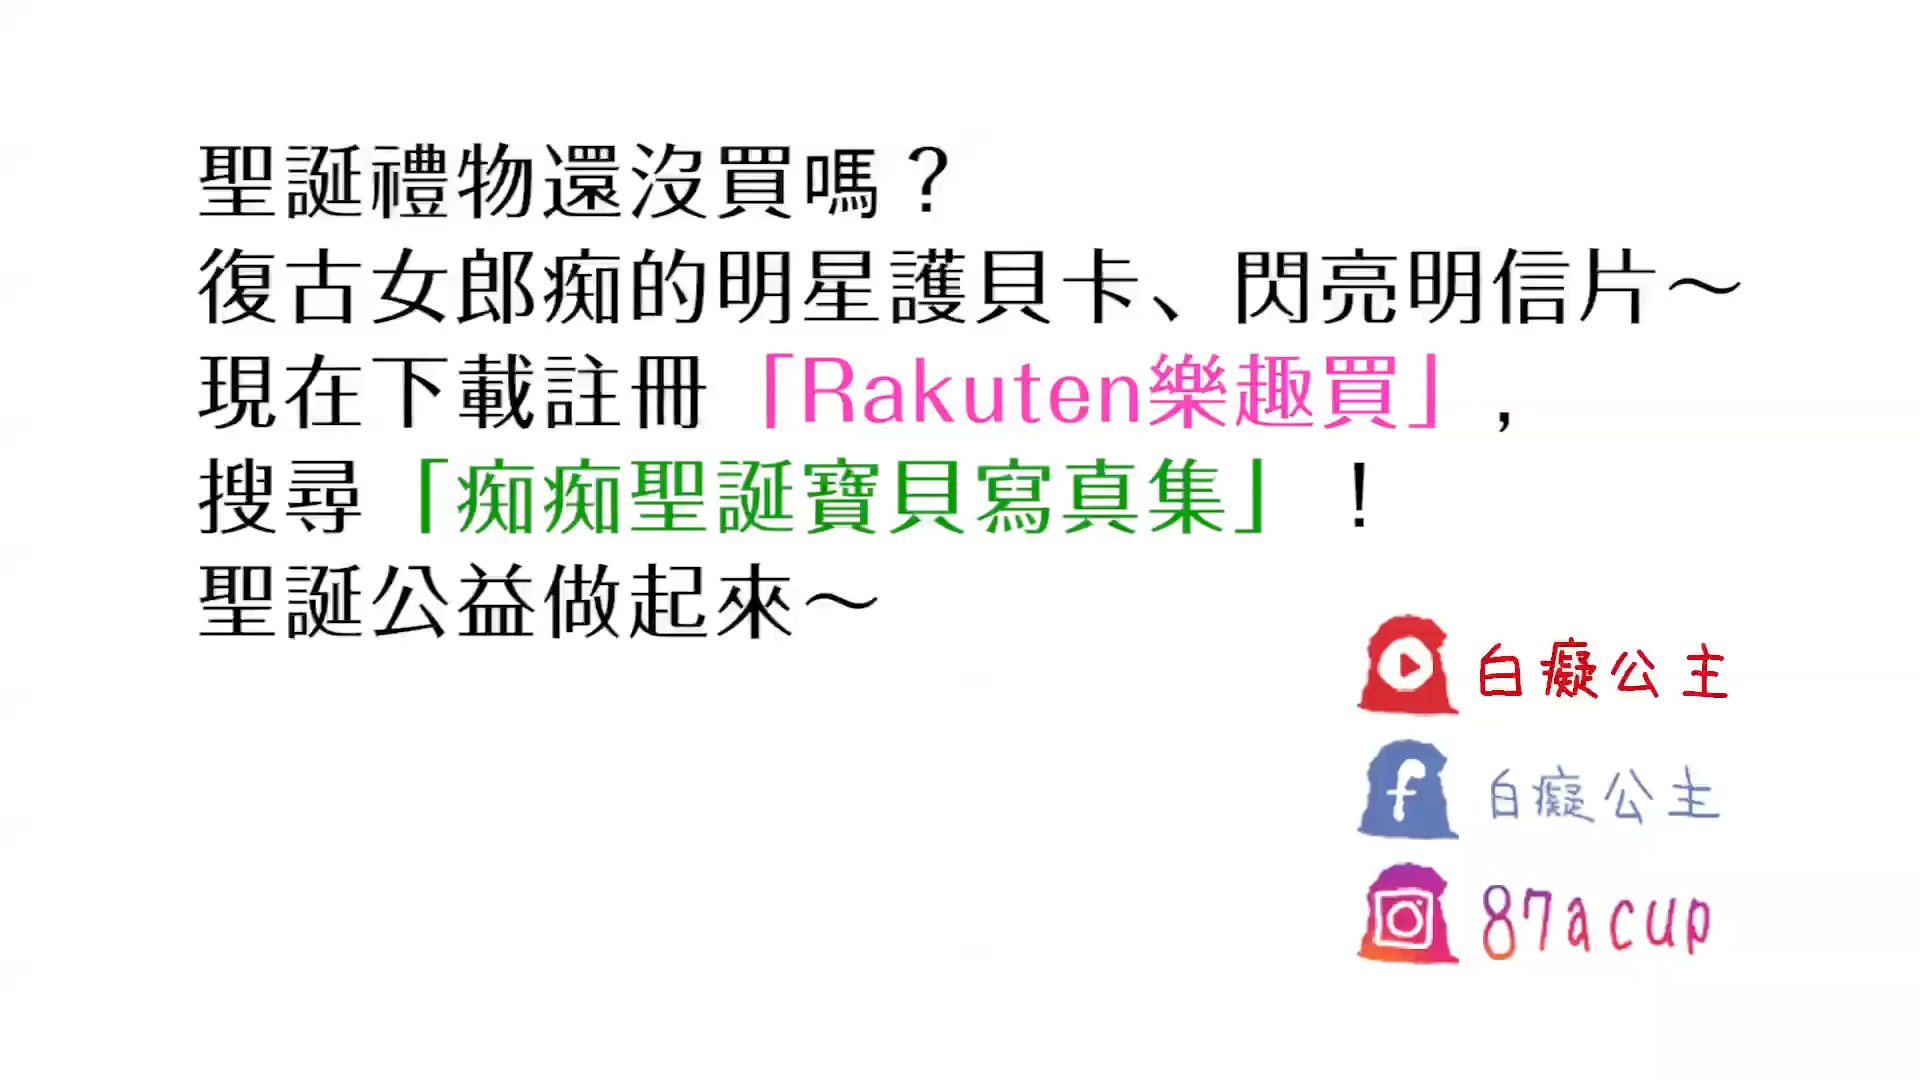 聖誕禮物還沒買嗎？
復古女郎痴的明星護貝卡、閃亮明信片～
現在下載註冊「Rakuten樂趣買」，
搜尋「痴痴聖誕寶貝寫真集」！
聖誕公益做起來～
白癡公主
白癡公主
87acup